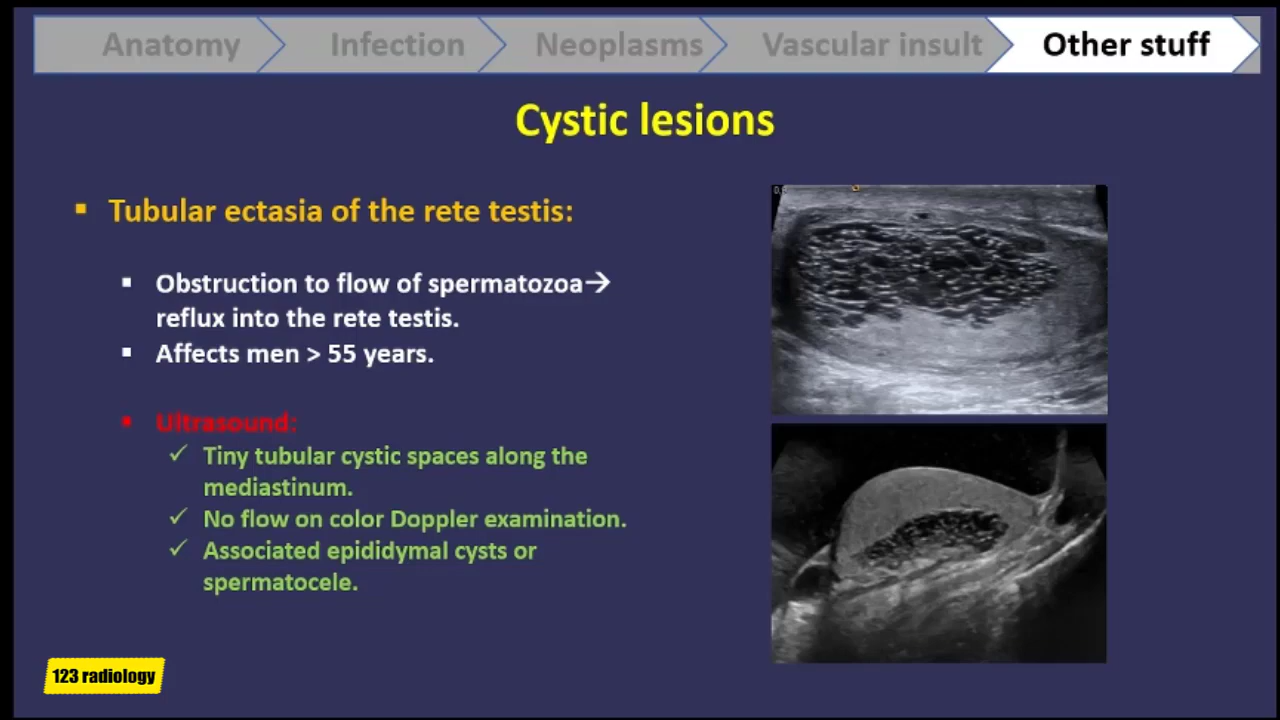 Anatomy
Infection
Neoplasms
Vascular insult
Other stuff
Cystic lesions
Tubular ectasia of the rete testis:
Obstruction to flow of spermatozoa→
reflux into the rete testis.
Affects men > 55 years.
Ultrasound:
Tiny tubular cystic spaces along the
mediastinum.
No flow on color Doppler examination.
Associated epididymal cysts or
spermatocele.
123 radiology